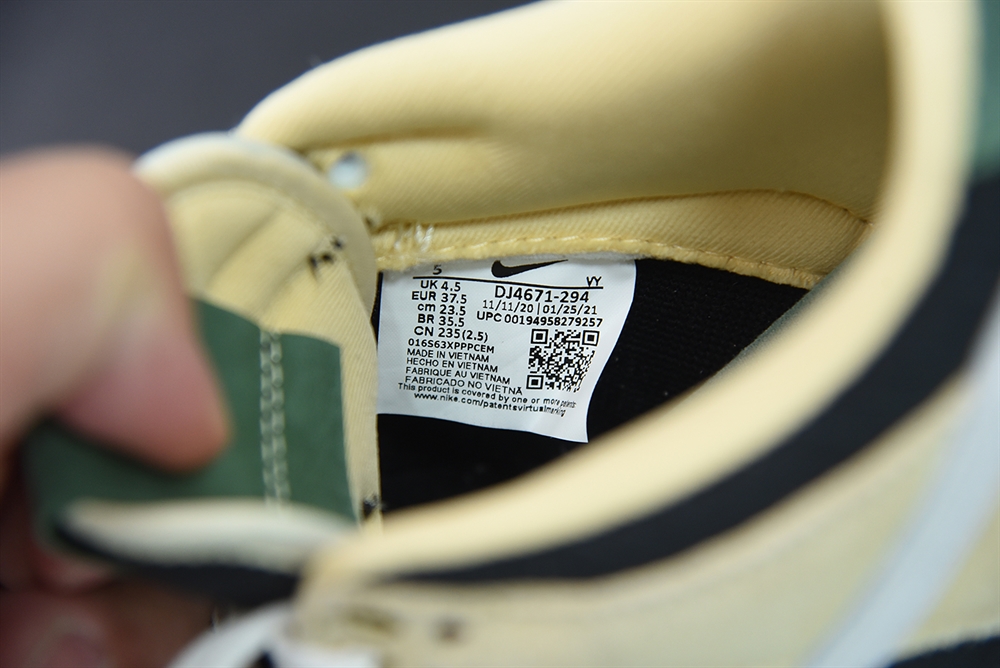 5
VY
UK 4.5
EUR 37.5
cm 23.5
BR 35.5
CN 235(2.5)
DJ4671-294
11/11/20 | 01/25/21
UPC 00194958279257
016S63XPPPCEM
MADE IN VIETNAM
HECHO EN VIETNAM
FABRIQUE AU VIETNAM
FABRICADO NO VIETNÃ
This product is covered by one or more patents
www.nike.com/patentsvirtualmarking